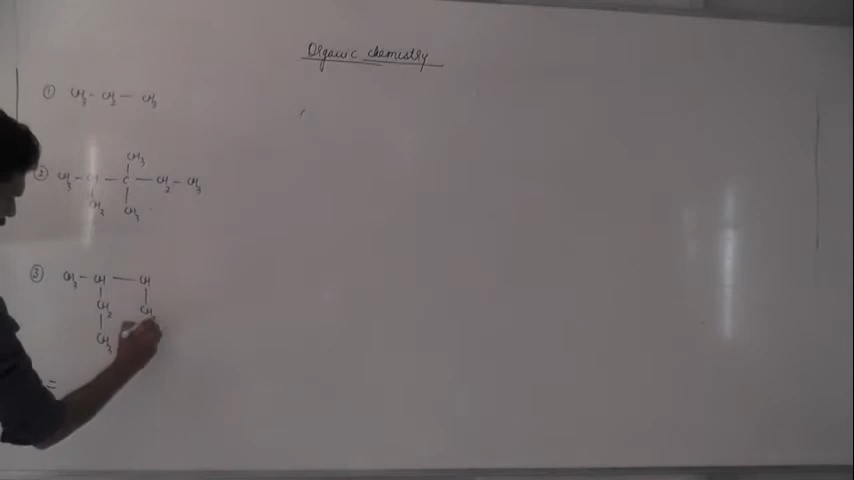 Organic chemistry
① CH3 - CH2 - CH3
CH3
② CH3 - CH - C - CH2 - CH3
CH3 CH3
③ CH3 - CH - CH
CH2 CH
CH3